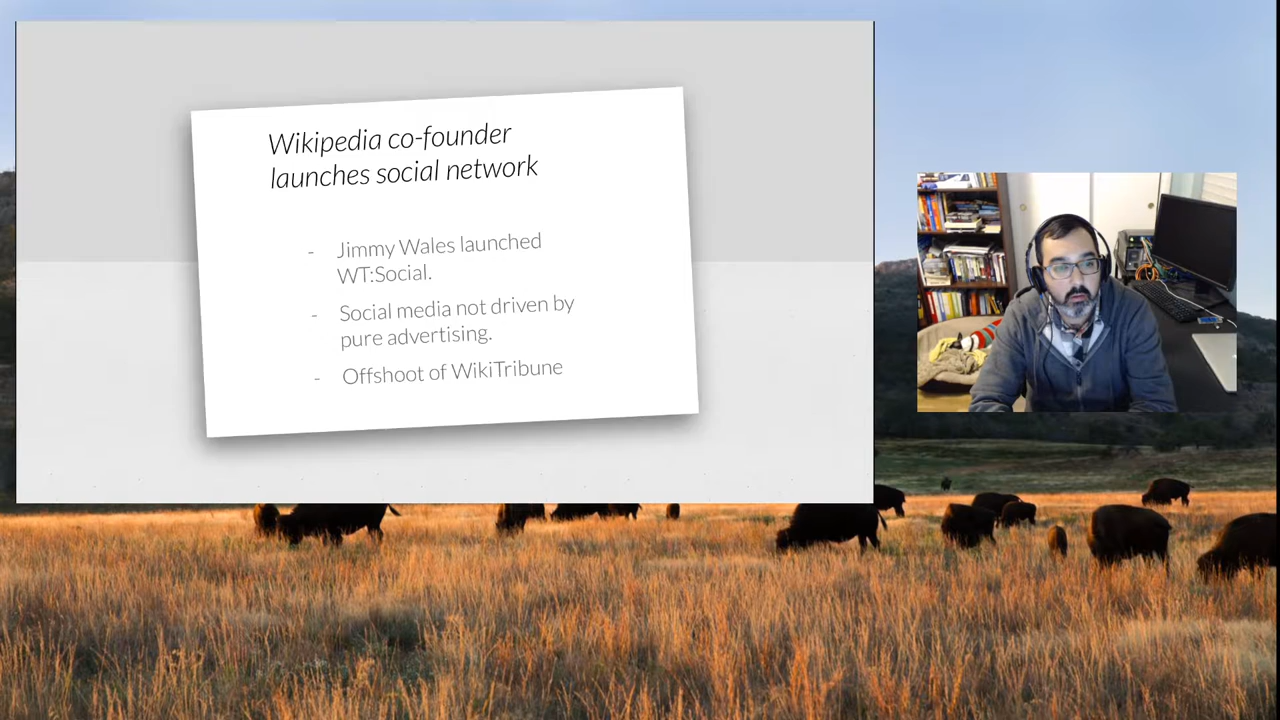 Wikipedia co-founder
launches social network
- Jimmy Wales launched
WT:Social.
- Social media not driven by
pure advertising.
- Offshoot of WikiTribune